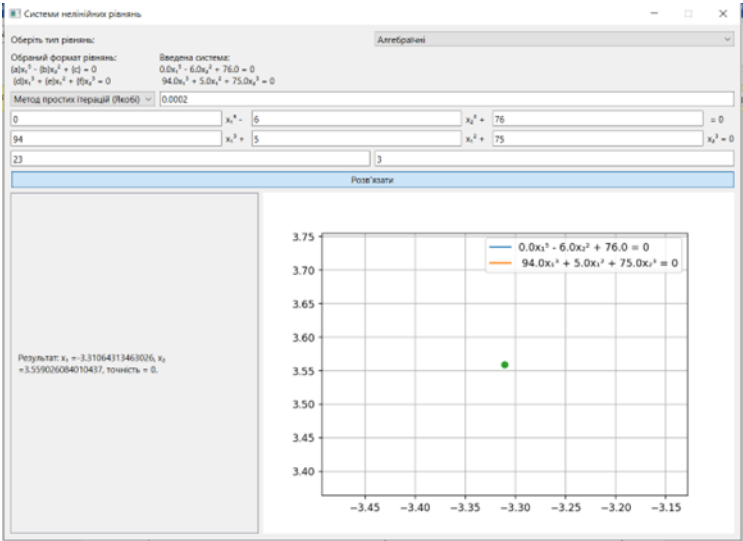 Системи нелінійних рівнянь
Оберіть тип рівнянь:
Алгебраїчні
Обраний формат рівнянь:
(a)x₁⁵ - (b)x₂² + (c) = 0
(d)x₁³ + (e)x₁² + (f)x₂³ = 0
Введена система:
0.0x₁⁵ - 6.0x₂² + 76.0 = 0
94.0x₁³ + 5.0x₁² + 75.0x₂³ = 0
Метод простих ітерацій (Якобі)
0.0002
0 x₁⁵ - 6 x₂² + 76 = 0
94 x₁³ + 5 x₁² + 75 x₂³ = 0
23 3
Розв'язати
Результат: x₁ =-3.31064313463026, x₂
=3.559026084010437, точність = 0.
0.0x₁⁵ - 6.0x₂² + 76.0 = 0
94.0x₁³ + 5.0x₁² + 75.0x₂³ = 0
3.75
3.70
3.65
3.60
3.55
3.50
3.45
3.40
−3.45 −3.40 −3.35 −3.30 −3.25 −3.20 −3.15